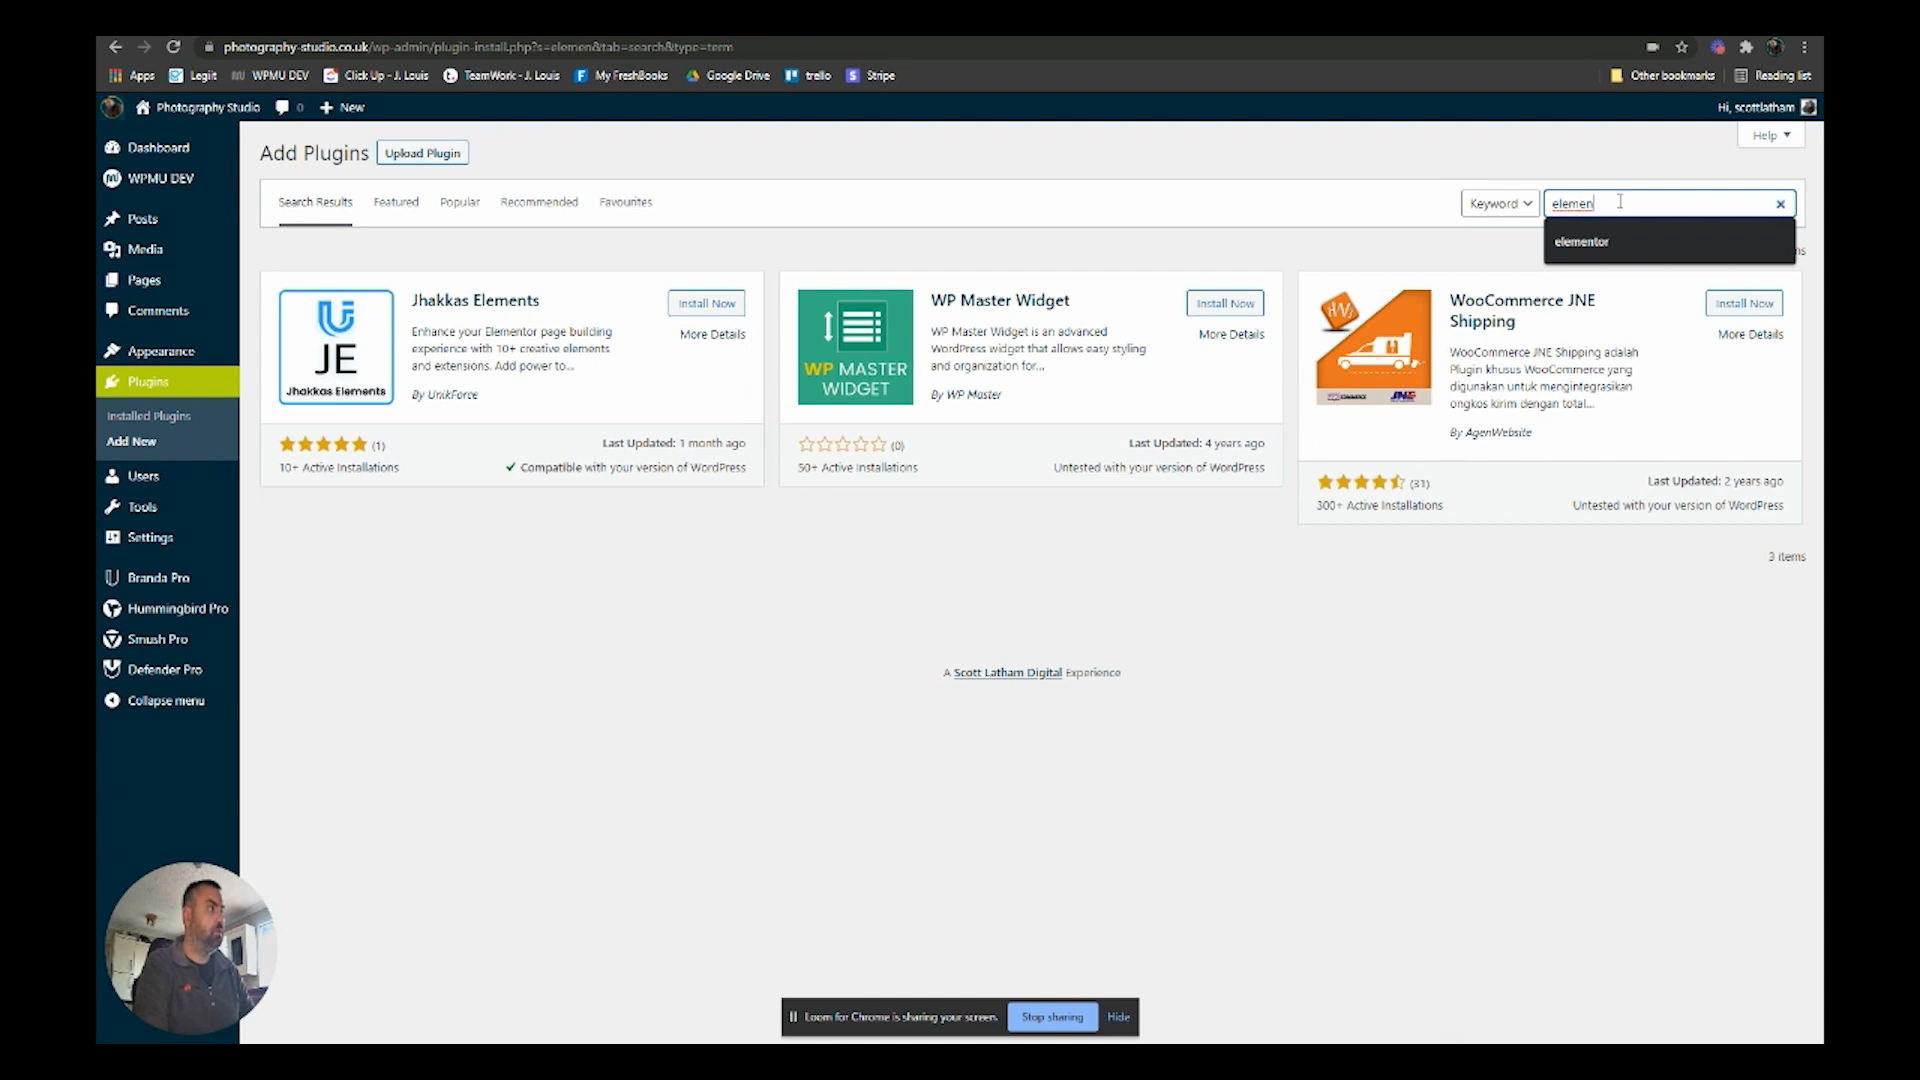 photography-studio.co.uk/wp-admin/plugin-install.php?s=elemen&tab=search&type=term
Apps Legiit WPMU DEV Click Up - J. Louis TeamWork - J. Louis My FreshBooks Google Drive trello Stripe Other bookmarks Reading list
Photography Studio 0 New Hi, scottlatham
Help
Dashboard
WPMU DEV
Posts
Media
Pages
Comments
Appearance
Plugins
Installed Plugins
Add New
Users
Tools
Settings
Branda Pro
Hummingbird Pro
Smush Pro
Defender Pro
Collapse menu
Add Plugins Upload Plugin
Search Results Featured Popular Recommended Favourites Keyword elemen
elementor
Jhakkas Elements
Install Now
More Details
Enhance your Elementor page building
experience with 10+ creative elements
and extensions. Add power to...
By UnikForce
JE
Jhakkas Elements
(1)
Last Updated: 1 month ago
10+ Active Installations
Compatible with your version of WordPress
WP Master Widget
Install Now
More Details
WP Master Widget is an advanced
WordPress widget that allows easy styling
and organization for...
By WP Master
WP MASTER
WIDGET
(0)
Last Updated: 4 years ago
50+ Active Installations
Untested with your version of WordPress
WooCommerce JNE
Shipping
Install Now
More Details
WooCommerce JNE Shipping adalah
Plugin khusus WooCommerce yang
digunakan untuk mengintegrasikan
ongkos kirim dengan total...
By AgenWebsite
JNE
(31)
Last Updated: 2 years ago
300+ Active Installations
Untested with your version of WordPress
3 items
A Scott Latham Digital Experience
Loom for Chrome is sharing your screen. Stop sharing Hide